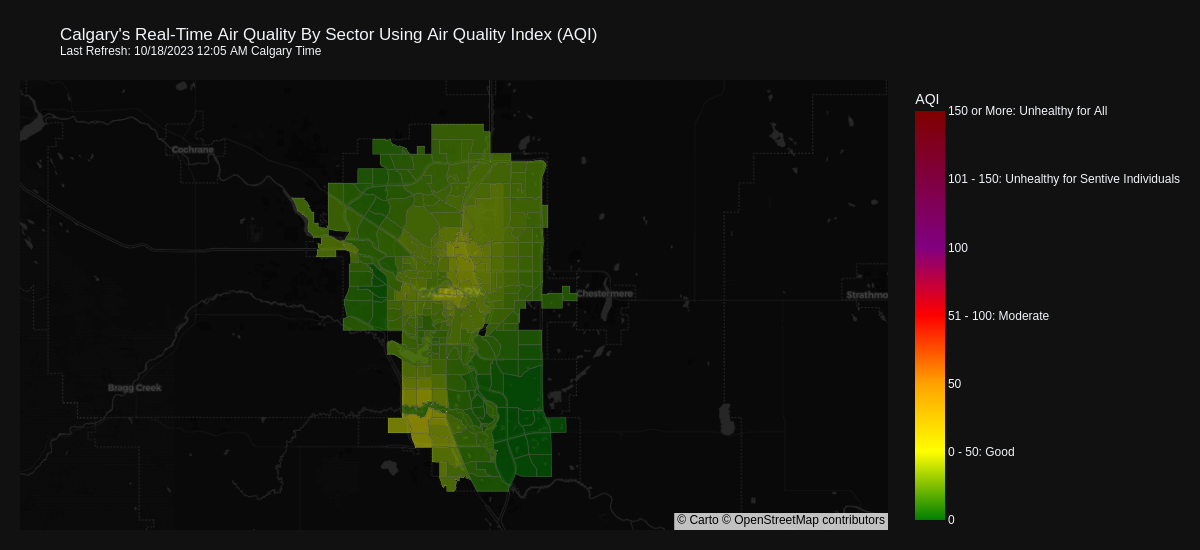 Calgary's Real-Time Air Quality By Sector Using Air Quality Index (AQI)
Last Refresh: 10/18/2023 12:05 AM Calgary Time
AQI
150 or More: Unhealthy for All
101 - 150: Unhealthy for Sentive Individuals
100
51 - 100: Moderate
50
0 - 50: Good
0
Cochrane
CALGARY
Chestermere
Strathmo
Bragg Creek
© Carto © OpenStreetMap contributors